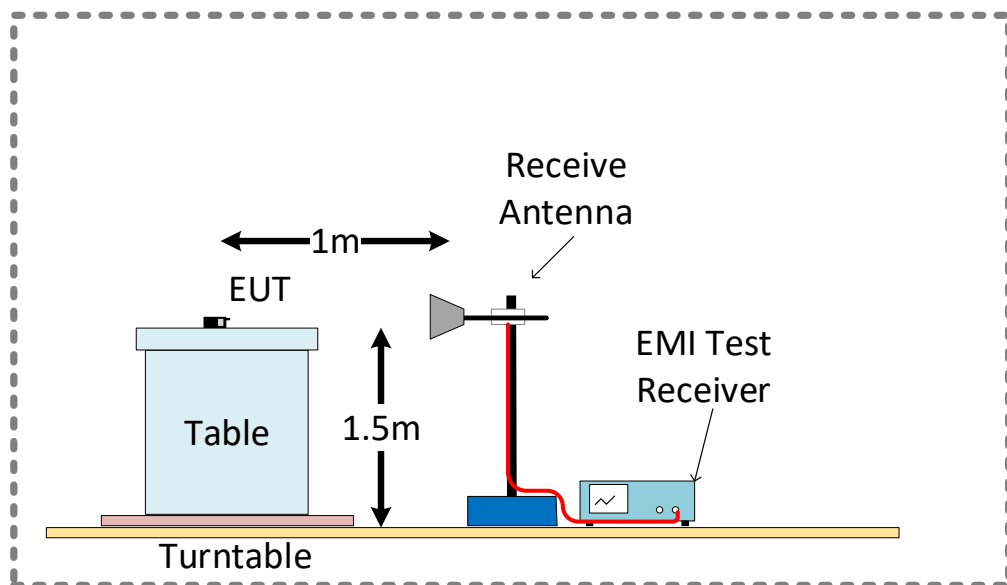 Receive
Antenna
1m
EUT
EMI Test
Receiver
Table
1.5m
Turntable